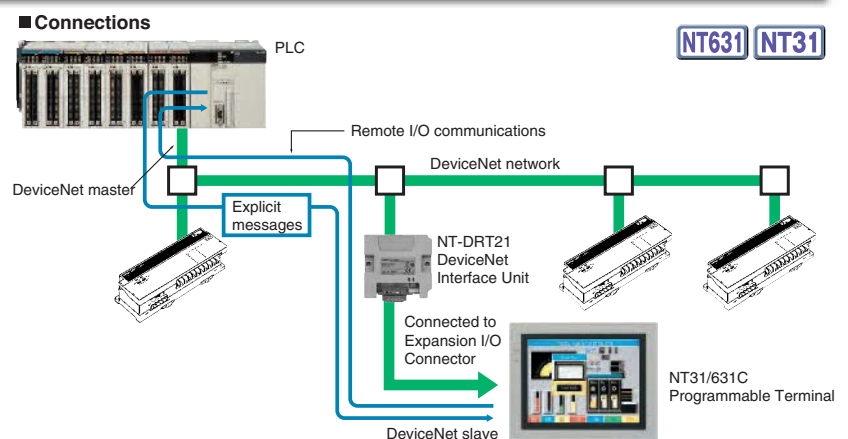 ■Connections
PLC
NT631 NT31
Remote I/O communications
DeviceNet network
DeviceNet master
Explicit
messages
NT-DRT21
DeviceNet
Interface Unit
Connected to
Expansion I/O
Connector
NT31/631C
Programmable Terminal
DeviceNet slave